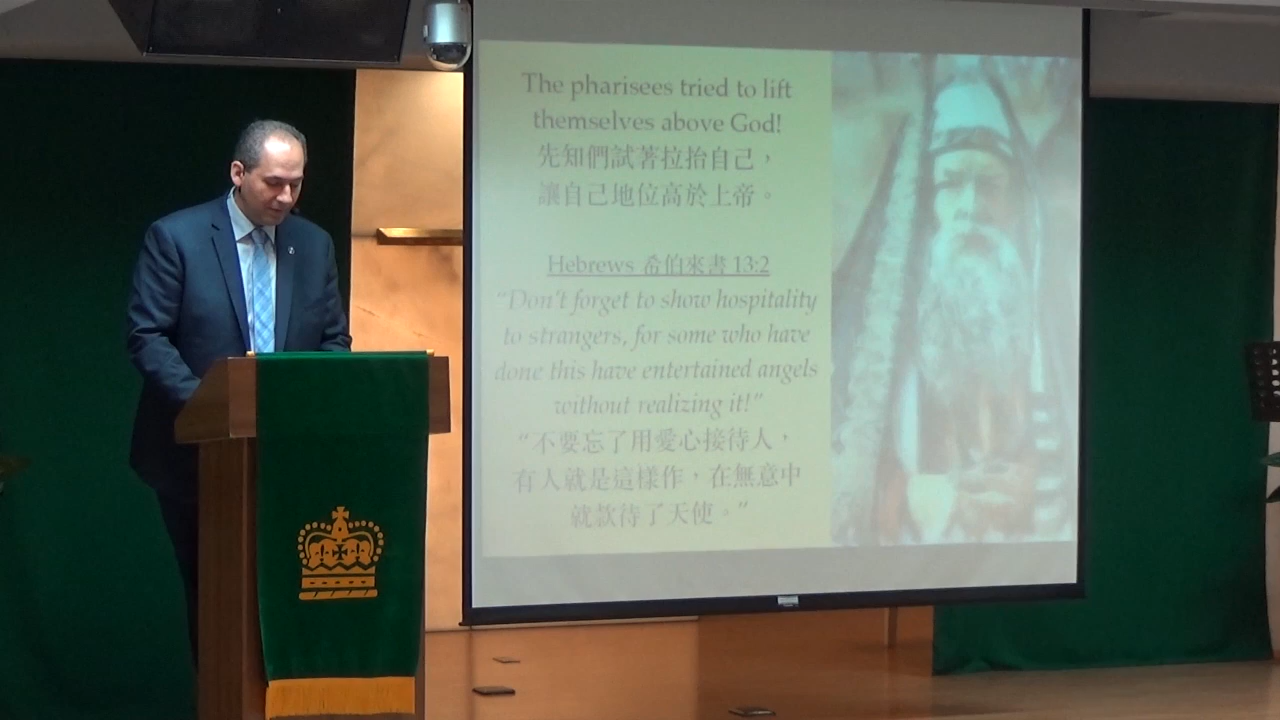 The pharisees tried to lift
themselves above God!
先知們試著拉抬自己，
讓自己地位高於上帝。
Hebrews 希伯來書 13:2
“Don't forget to show hospitality
to strangers, for some who have
done this have entertained angels
without realizing it!”
“不要忘了用愛心接待人，
有人就是這樣作，在無意中
就款待了天使。”